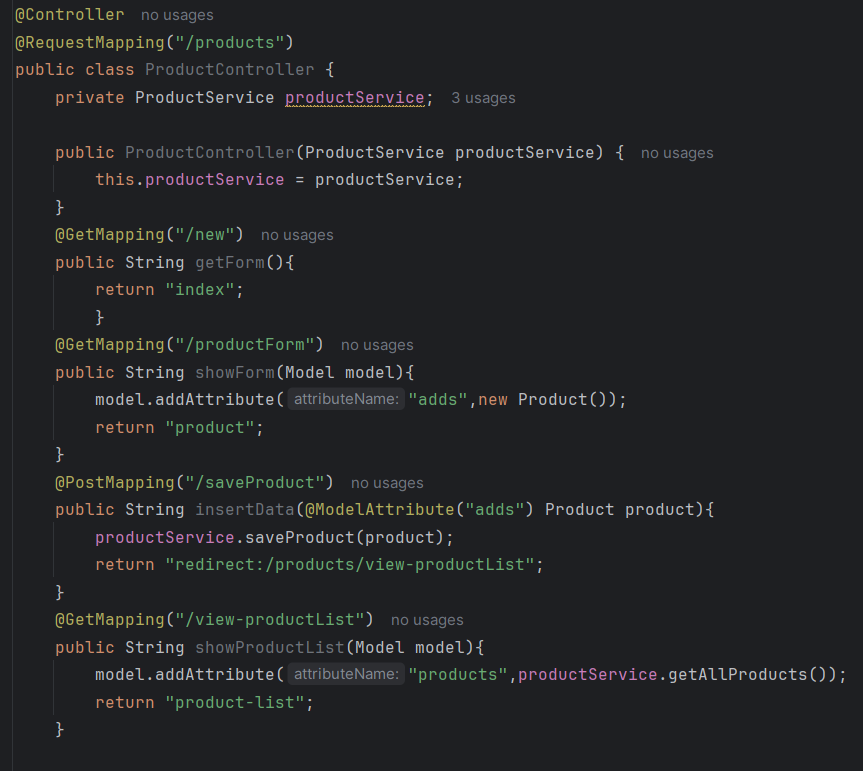 @Controller no usages
@RequestMapping("/products")
public class ProductController {
    private ProductService productService; 3 usages
    public ProductController(ProductService productService) { no usages
        this.productService = productService;
    }
    @GetMapping("/new") no usages
    public String getForm(){
        return "index";
        }
    @GetMapping("/productForm") no usages
    public String showForm(Model model){
        model.addAttribute( attributeName: "adds",new Product());
        return "product";
    }
    @PostMapping("/saveProduct") no usages
    public String insertData(@ModelAttribute("adds") Product product){
        productService.saveProduct(product);
        return "redirect:/products/view-productList";
    }
    @GetMapping("/view-productList") no usages
    public String showProductList(Model model){
        model.addAttribute( attributeName: "products",productService.getAllProducts());
        return "product-list";
    }